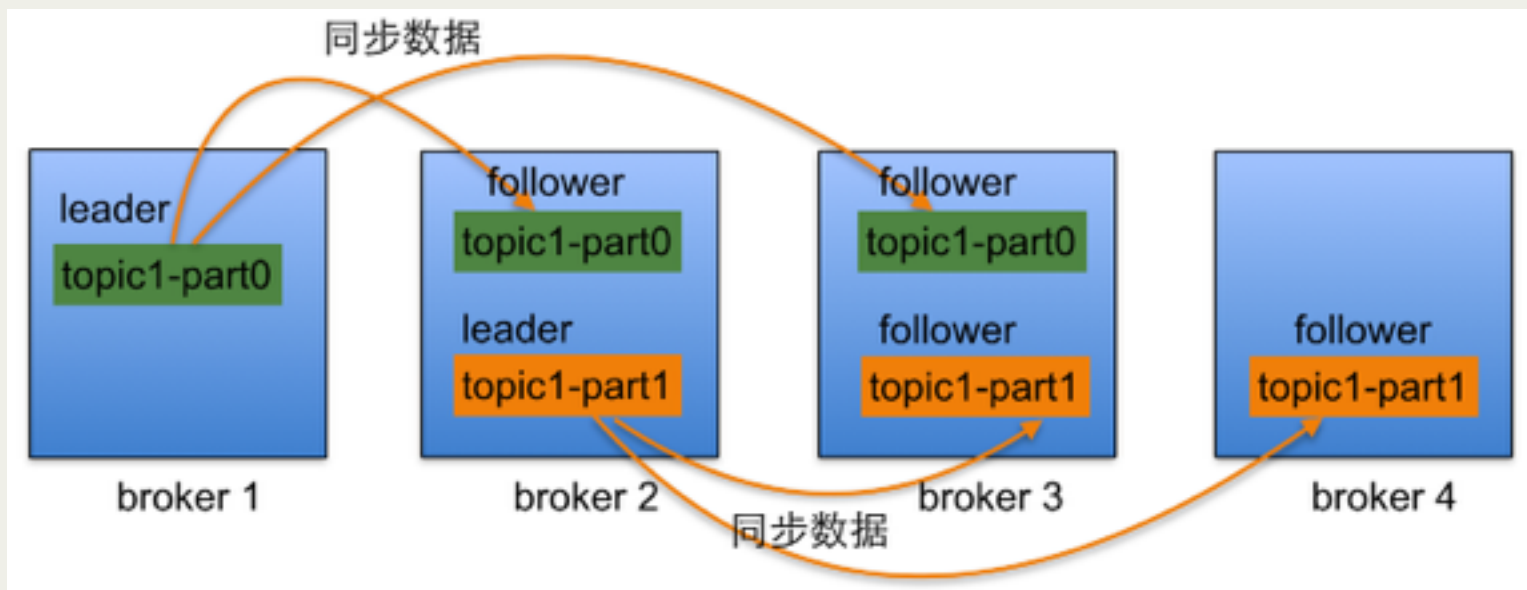 同步数据
leader
topic1-part0
broker 1
follower
topic1-part0
leader
topic1-part1
broker 2
follower
topic1-part0
follower
topic1-part1
broker 3
follower
topic1-part1
broker 4
同步数据